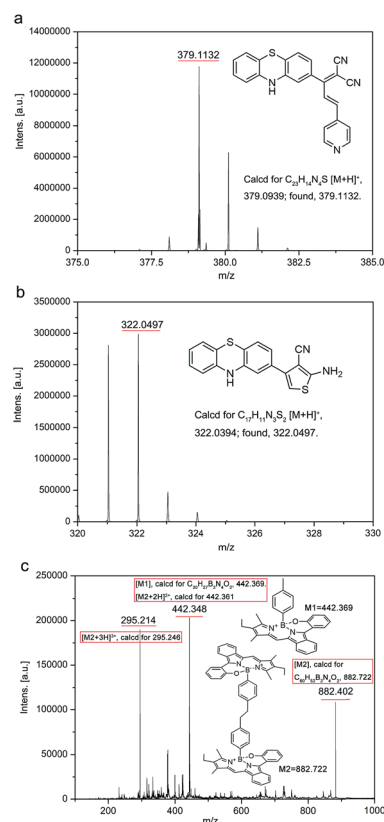 a
14000000
12000000
10000000
8000000
6000000
4000000
2000000
0
Intens. [a.u.]
379.1132
S
N
H
CN
CN
N
Calcd for C₂₃H₁₄N₄S [M+H]⁺,
379.0939; found, 379.1132.
375.0 377.5 380.0 382.5 385.0
m/z
b
3500000
3000000
2500000
2000000
1500000
1000000
500000
0
Intens. [a.u.]
322.0497
S
N
H
CN
NH₂
S
Calcd for C₁₇H₁₁N₃S₂ [M+H]⁺,
322.0394; found, 322.0497.
320 322 324 326 328 330
m/z
c
250000
200000
150000
100000
50000
0
Intens. [a.u.]
[M1], calcd for 442.369.
[M2+2H]²⁺, calcd for 442.361
295.214
442.348
[M2+3H]³⁺, calcd for 295.246
M1=442.369
[M2], calcd for
C₆₀H₅₂B₂N₄O₂, 882.722
882.402
M2=882.722
200 400 600 800 1000
m/z